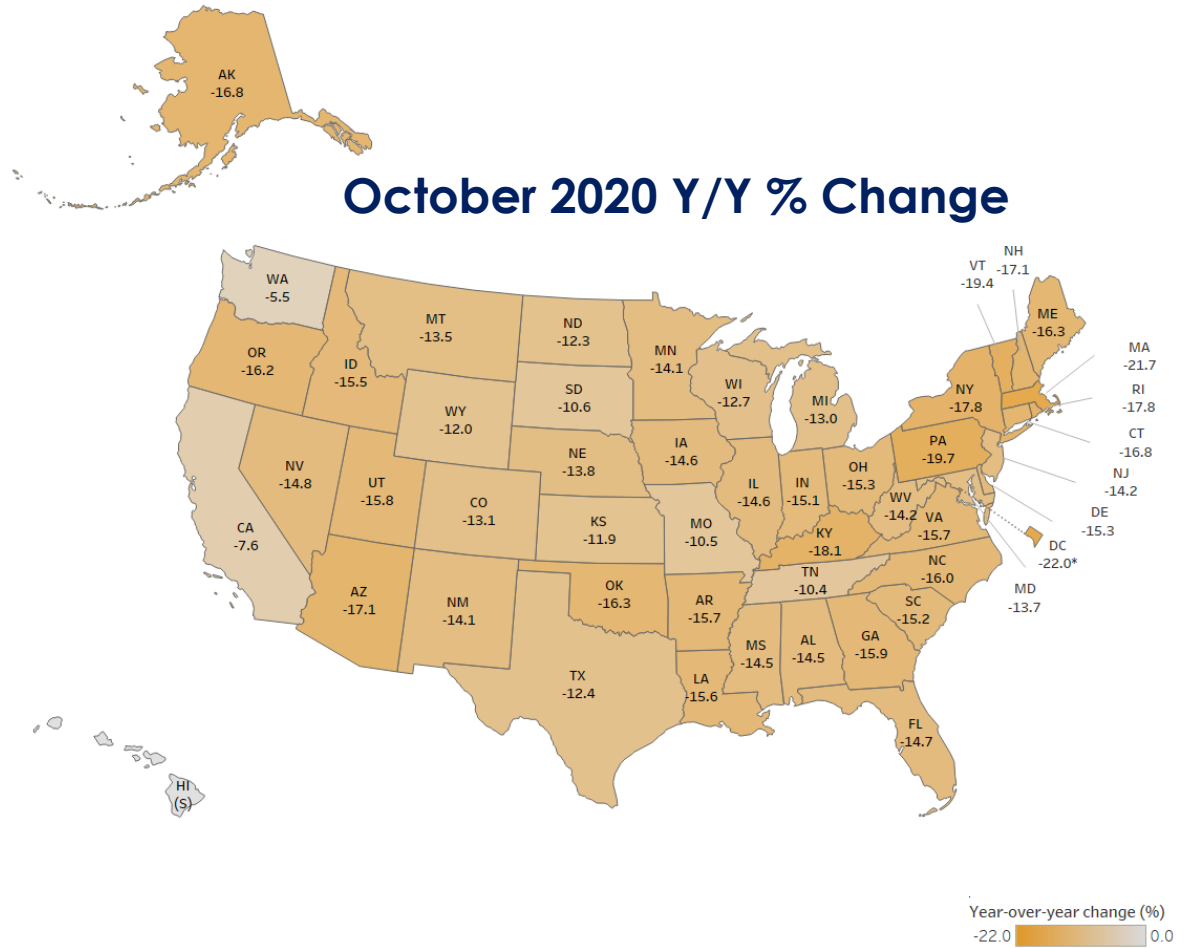 AK
-16.8
October 2020 Y/Y % Change
WA
-5.5
OR
-16.2
CA
-7.6
ID
-15.5
NV
-14.8
MT
-13.5
WY
-12.0
UT
-15.8
AZ
-17.1
CO
-13.1
NM
-14.1
ND
-12.3
SD
-10.6
NE
-13.8
KS
-11.9
OK
-16.3
TX
-12.4
MN
-14.1
IA
-14.6
MO
-10.5
AR
-15.7
LA
-15.6
WI
-12.7
IL
-14.6
MI
-13.0
IN
-15.1
OH
-15.3
KY
-18.1
TN
-10.4
MS
-14.5
AL
-14.5
GA
-15.9
FL
-14.7
SC
-15.2
NC
-16.0
VA
-15.7
WV
-14.2
PA
-19.7
NY
-17.8
VT
-19.4
NH
-17.1
ME
-16.3
MA
-21.7
RI
-17.8
CT
-16.8
NJ
-14.2
DE
-15.3
DC
-22.0*
MD
-13.7
HI
(S)
Year-over-year change (%)
-22.0 0.0